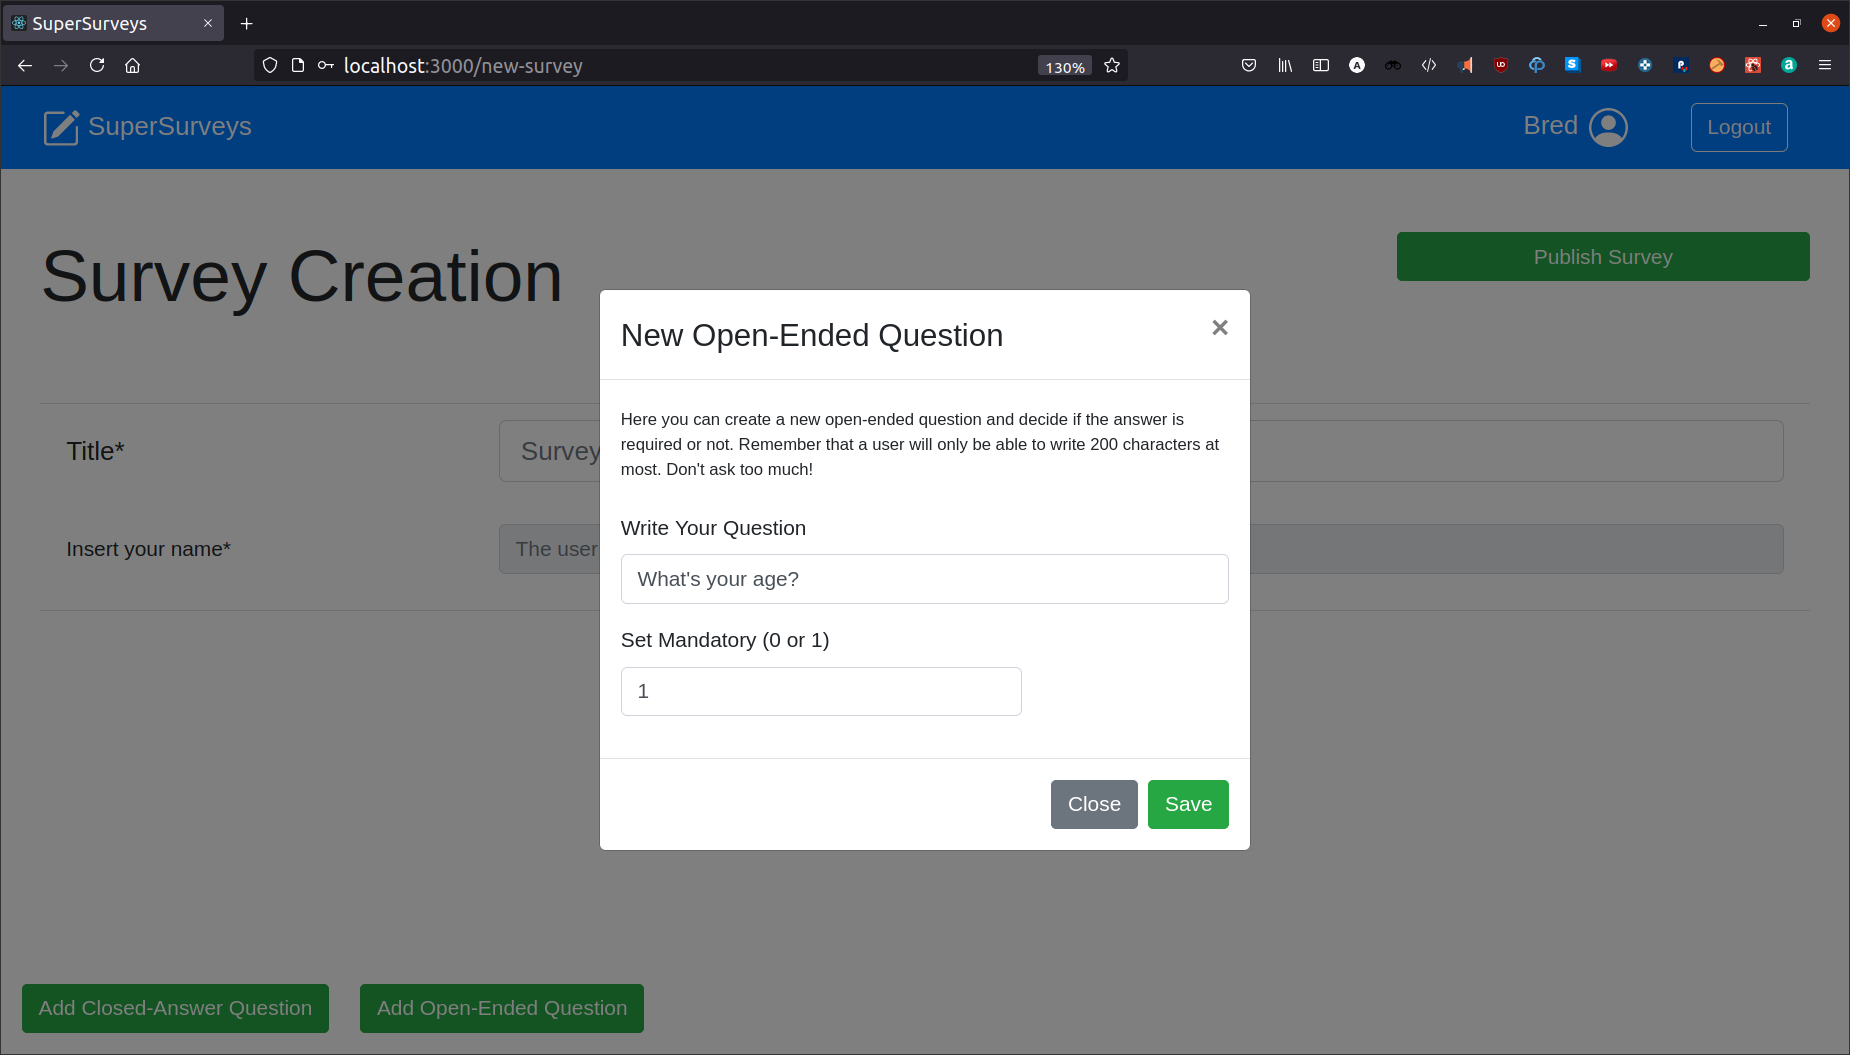 SuperSurveys
localhost:3000/new-survey
130%
SuperSurveys
Bred
Logout
Survey Creation
Publish Survey
New Open-Ended Question
×
Here you can create a new open-ended question and decide if the answer is
required or not. Remember that a user will only be able to write 200 characters at
most. Don't ask too much!
Title*
Survey
Insert your name*
The user
Write Your Question
What's your age?
Set Mandatory (0 or 1)
1
Close
Save
Add Closed-Answer Question
Add Open-Ended Question